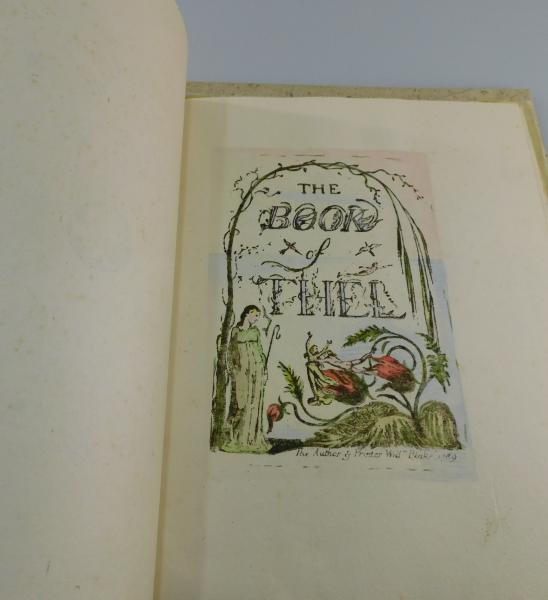 THE
BOOK
of
THEL
The Author & Printer Willm Blake 1789